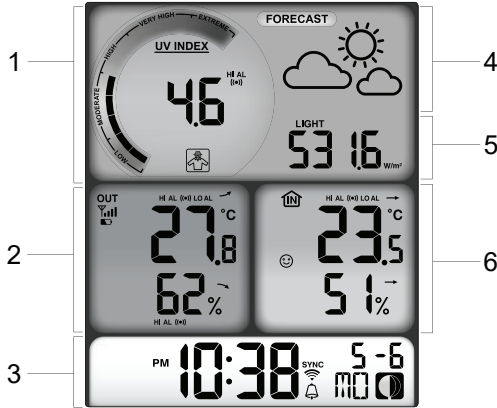 1
2
3
4
5
6
FORECAST
LOW MODERATE HIGH VERY HIGH EXTREME
UV INDEX
4.6
HI AL
LIGHT
531.6 W/m²
OUT
HI AL LO AL
27.8 °C
62%
HI AL
IN
HI AL LO AL
23.5 °C
51%
PM 10:38 SYNC
5-6
MO